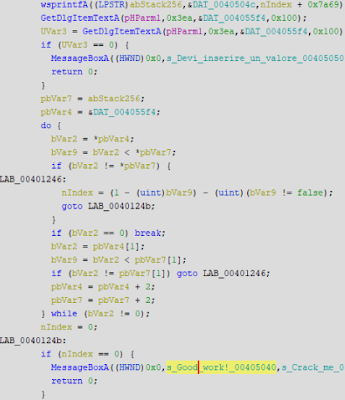 wsprintfA((LPSTR)abStack256,&DAT_0040504c,nIndex + 0x7a69)
GetDlgItemTextA(pHParm1,0x3ea,&DAT_004055f4,0x100);
UVar3 = GetDlgItemTextA(pHParm1,0x3ea,&DAT_004055f4,0x100)
if (UVar3 == 0) {
MessageBoxA((HWND)0x0,s_Devi_inserire_un_valore_00405050
return 0;
}
pbVar7 = abStack256;
pbVar4 = &DAT_004055f4;
do {
bVar2 = *pbVar4;
bVar9 = bVar2 < *pbVar7;
if (bVar2 != *pbVar7) {
LAB_00401246:
nIndex = (1 - (uint)bVar9) - (uint)(bVar9 != false);
goto LAB_0040124b;
}
if (bVar2 == 0) break;
bVar2 = pbVar4[1];
bVar9 = bVar2 < pbVar7[1];
if (bVar2 != pbVar7[1]) goto LAB_00401246;
pbVar4 = pbVar4 + 2;
pbVar7 = pbVar7 + 2;
} while (bVar2 != 0);
nIndex = 0;
LAB_0040124b:
if (nIndex == 0) {
MessageBoxA((HWND)0x0,s_Good_work!_00405040,s_Crack_me_0
return 0;
}